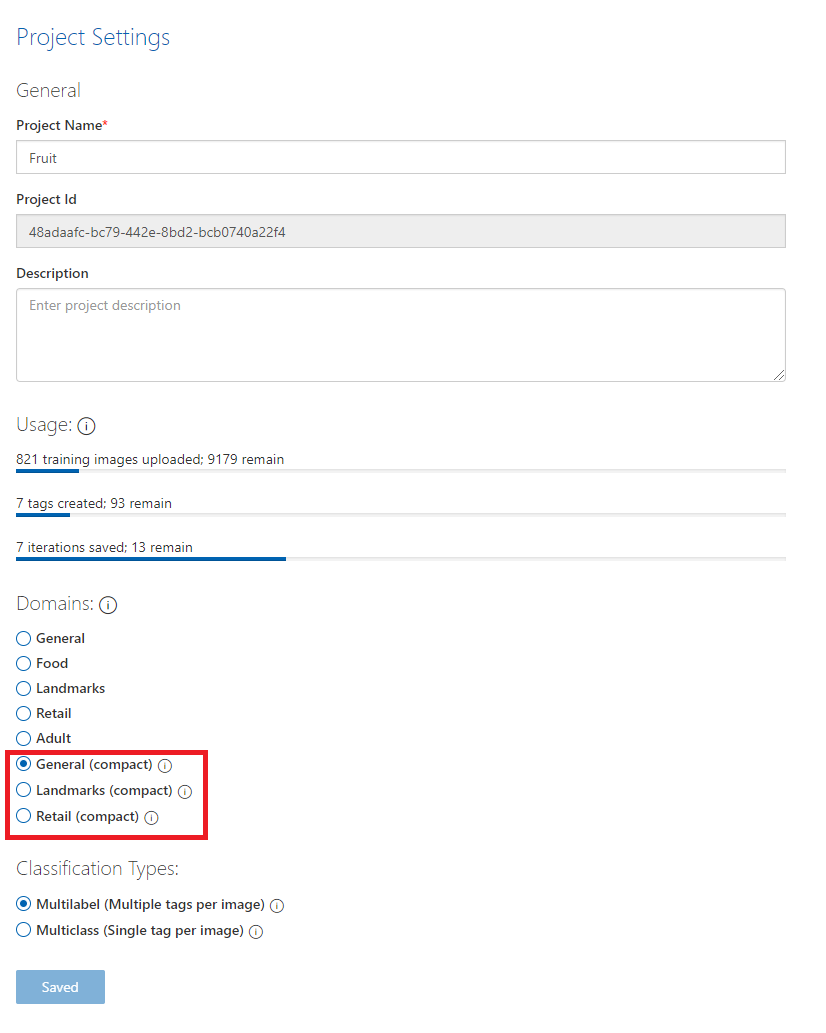 Project Settings
General
Project Name*
Fruit
Project Id
48adaafc-bc79-442e-8bd2-bcb0740a22f4
Description
Enter project description
Usage:
821 training images uploaded; 9179 remain
7 tags created; 93 remain
7 iterations saved; 13 remain
Domains:
General
Food
Landmarks
Retail
Adult
General (compact)
Landmarks (compact)
Retail (compact)
Classification Types:
Multilabel (Multiple tags per image)
Multiclass (Single tag per image)
Saved